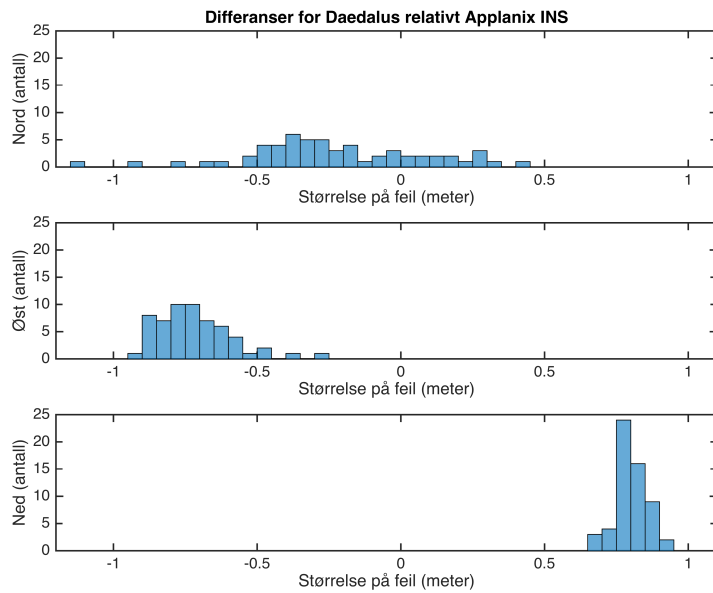 Differanser for Daedalus relativt Applanix INS
25
20
15
10
5
0
Nord (antall)
-1 -0.5 0 0.5 1
Størrelse på feil (meter)
25
20
15
10
5
0
Øst (antall)
-1 -0.5 0 0.5 1
Størrelse på feil (meter)
25
20
15
10
5
0
Ned (antall)
-1 -0.5 0 0.5 1
Størrelse på feil (meter)